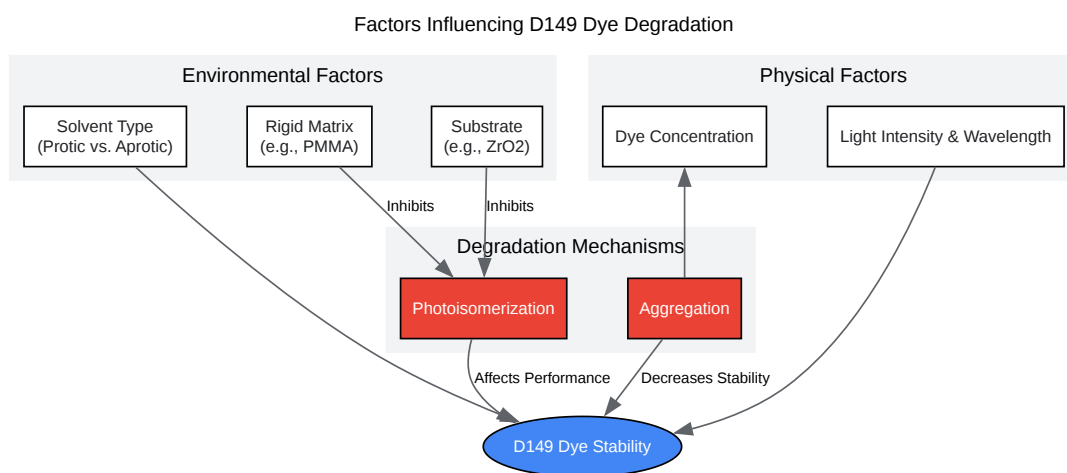 Factors Influencing D149 Dye Degradation
Environmental Factors
Physical Factors
Solvent Type
(Protic vs. Aprotic)
Rigid Matrix
(e.g., PMMA)
Substrate
(e.g., ZrO2)
Dye Concentration
Light Intensity & Wavelength
Inhibits
Inhibits
Degradation Mechanisms
Photoisomerization
Aggregation
Affects Performance
Decreases Stability
D149 Dye Stability